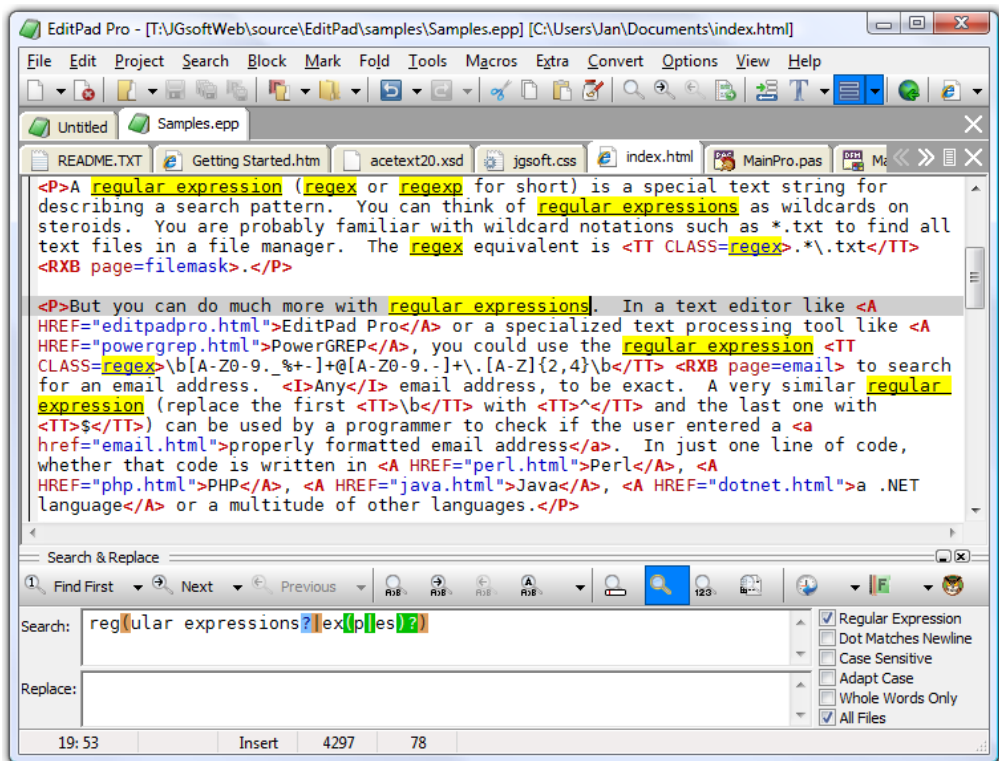 EditPad Pro - [T:\JGsoftWeb\source\EditPad\samples\Samples.epp] [C:\Users\Jan\Documents\index.html]
File Edit Project Search Block Mark Fold Tools Macros Extra Convert Options View Help
Untitled Samples.epp
README.TXT Getting Started.htm acetext20.xsd jgsoft.css index.html MainPro.pas Ma
<P>A regular expression (regex or regexp for short) is a special text string for
describing a search pattern.  You can think of regular expressions as wildcards on
steroids.  You are probably familiar with wildcard notations such as *.txt to find all
text files in a file manager.  The regex equivalent is <TT CLASS=regex>.*\.txt</TT>
<RXB page=filemask>.</P>
<P>But you can do much more with regular expressions.  In a text editor like <A
HREF="editpadpro.html">EditPad Pro</A> or a specialized text processing tool like <A
HREF="powergrep.html">PowerGREP</A>, you could use the regular expression <TT
CLASS=regex>\b[A-Z0-9._%+-]+@[A-Z0-9.-]+\.[A-Z]{2,4}\b</TT> <RXB page=email> to search
for an email address.  <I>Any</I> email address, to be exact.  A very similar regular
expression (replace the first <TT>\b</TT> with <TT>^</TT> and the last one with
<TT>$</TT>) can be used by a programmer to check if the user entered a <a
href="email.html">properly formatted email address</a>.  In just one line of code,
whether that code is written in <A HREF="perl.html">Perl</A>, <A
HREF="php.html">PHP</A>, <A HREF="java.html">Java</A>, <A HREF="dotnet.html">a .NET
language</A> or a multitude of other languages.</P>
Search & Replace
Find First Next Previous
Search: reg(ular expressions?|ex(p|es)?)
Regular Expression
Dot Matches Newline
Case Sensitive
Adapt Case
Replace:
Whole Words Only
All Files
19: 53 Insert 4297 78